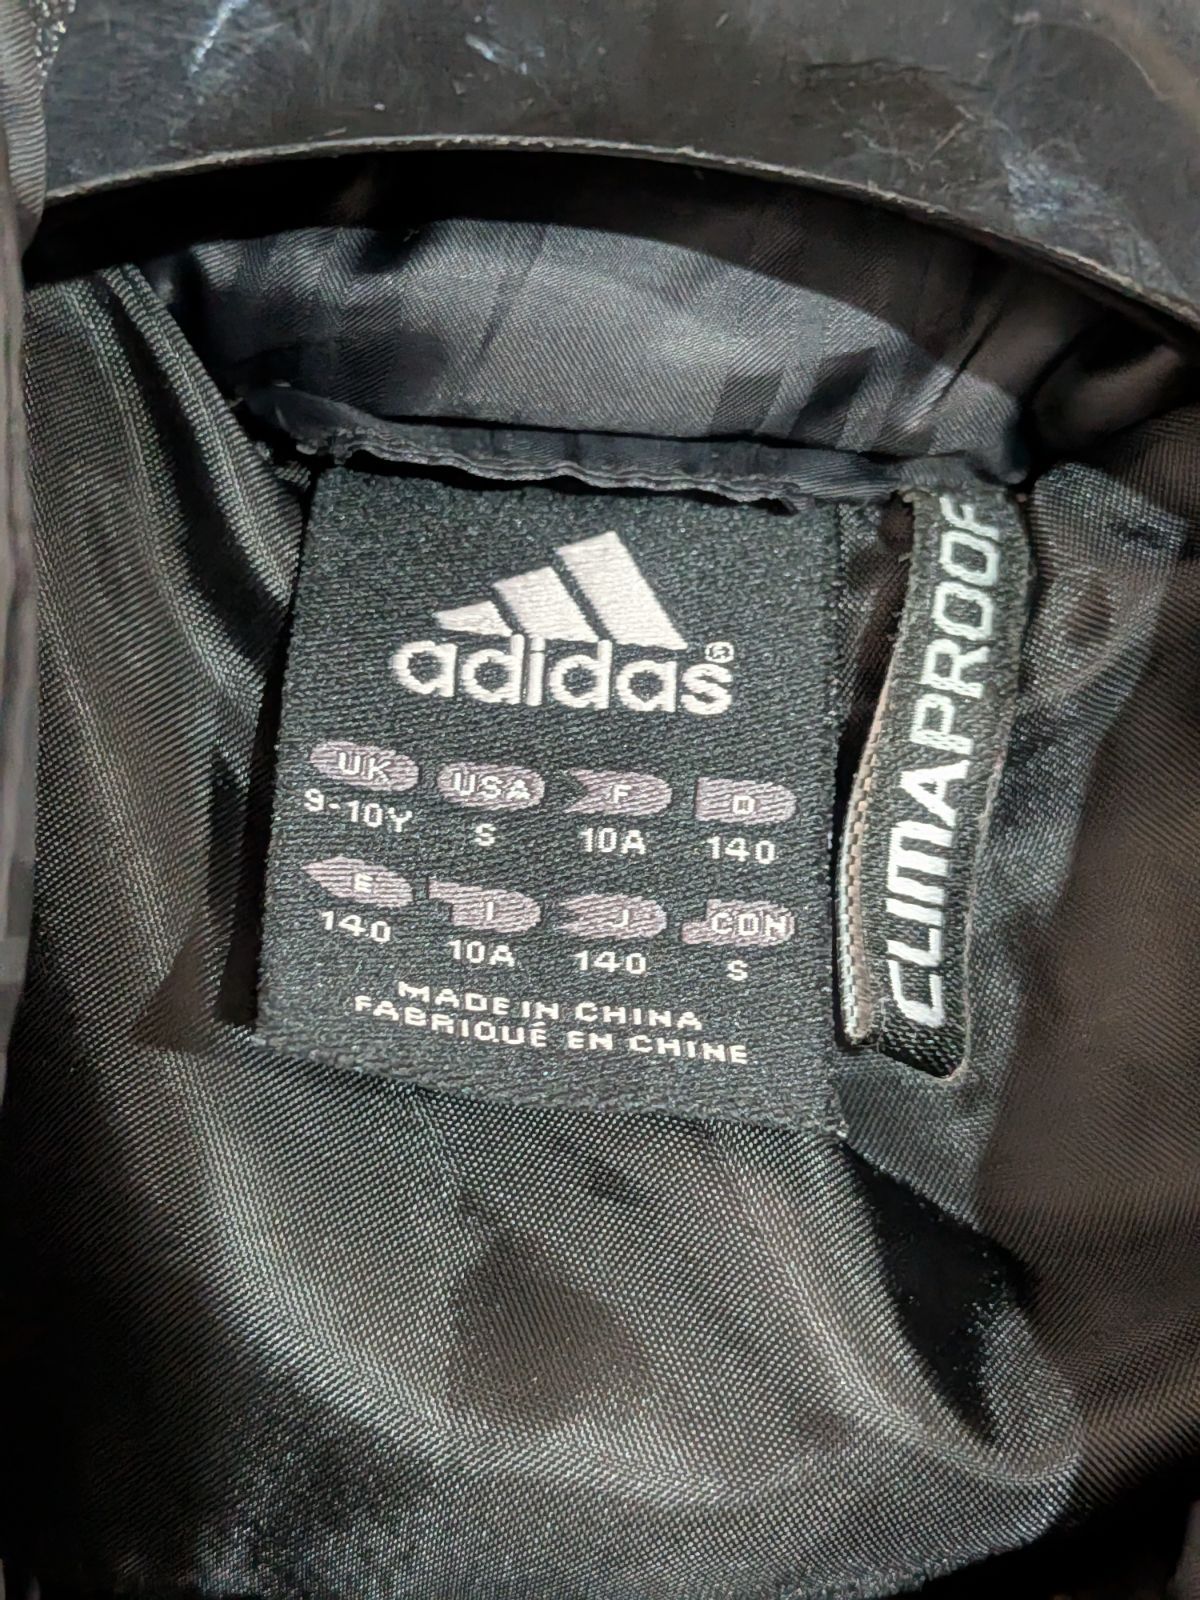 adidas®
UK USA F D
9-10Y S 10A 140
E I J CDN
140 10A 140 S
MADE IN CHINA
FABRIQUÉ EN CHINE
CLIMAPROOF